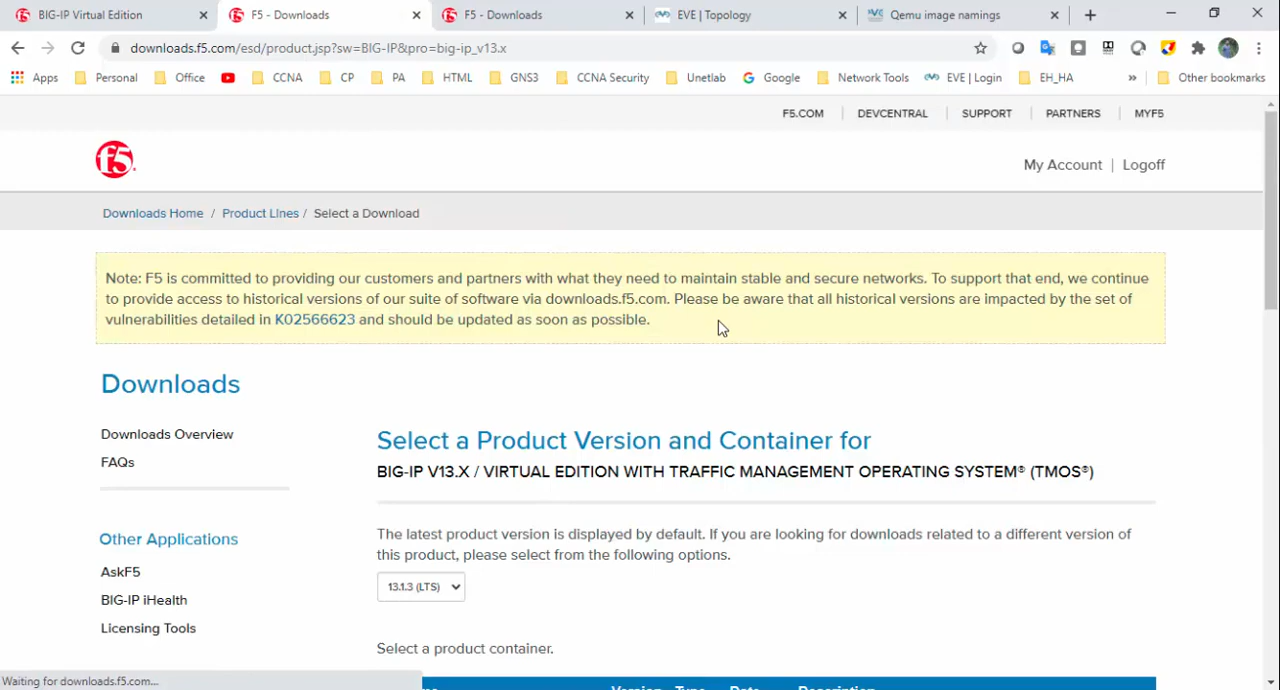 BIG-IP Virtual Edition
F5 - Downloads
F5 - Downloads
EVE | Topology
Qemu image namings
downloads.f5.com/esd/product.jsp?sw=BIG-IP&pro=big-ip_v13.x
Apps
Personal
Office
CCNA
CP
PA
HTML
GNS3
CCNA Security
Unetlab
Google
Network Tools
EVE | Login
EH_HA
»
Other bookmarks
F5.COM
DEVCENTRAL
SUPPORT
PARTNERS
MYF5
f5
My Account | Logoff
Downloads Home / Product Lines / Select a Download
Note: F5 is committed to providing our customers and partners with what they need to maintain stable and secure networks. To support that end, we continue
to provide access to historical versions of our suite of software via downloads.f5.com. Please be aware that all historical versions are impacted by the set of
vulnerabilities detailed in K02566623 and should be updated as soon as possible.
Downloads
Downloads Overview
FAQs
Other Applications
AskF5
BIG-IP iHealth
Licensing Tools
Select a Product Version and Container for
BIG-IP V13.X / VIRTUAL EDITION WITH TRAFFIC MANAGEMENT OPERATING SYSTEM® (TMOS®)
The latest product version is displayed by default. If you are looking for downloads related to a different version of
this product, please select from the following options.
13.1.3 (LTS)
Select a product container.
Version Type Date Description
Waiting for downloads.f5.com...